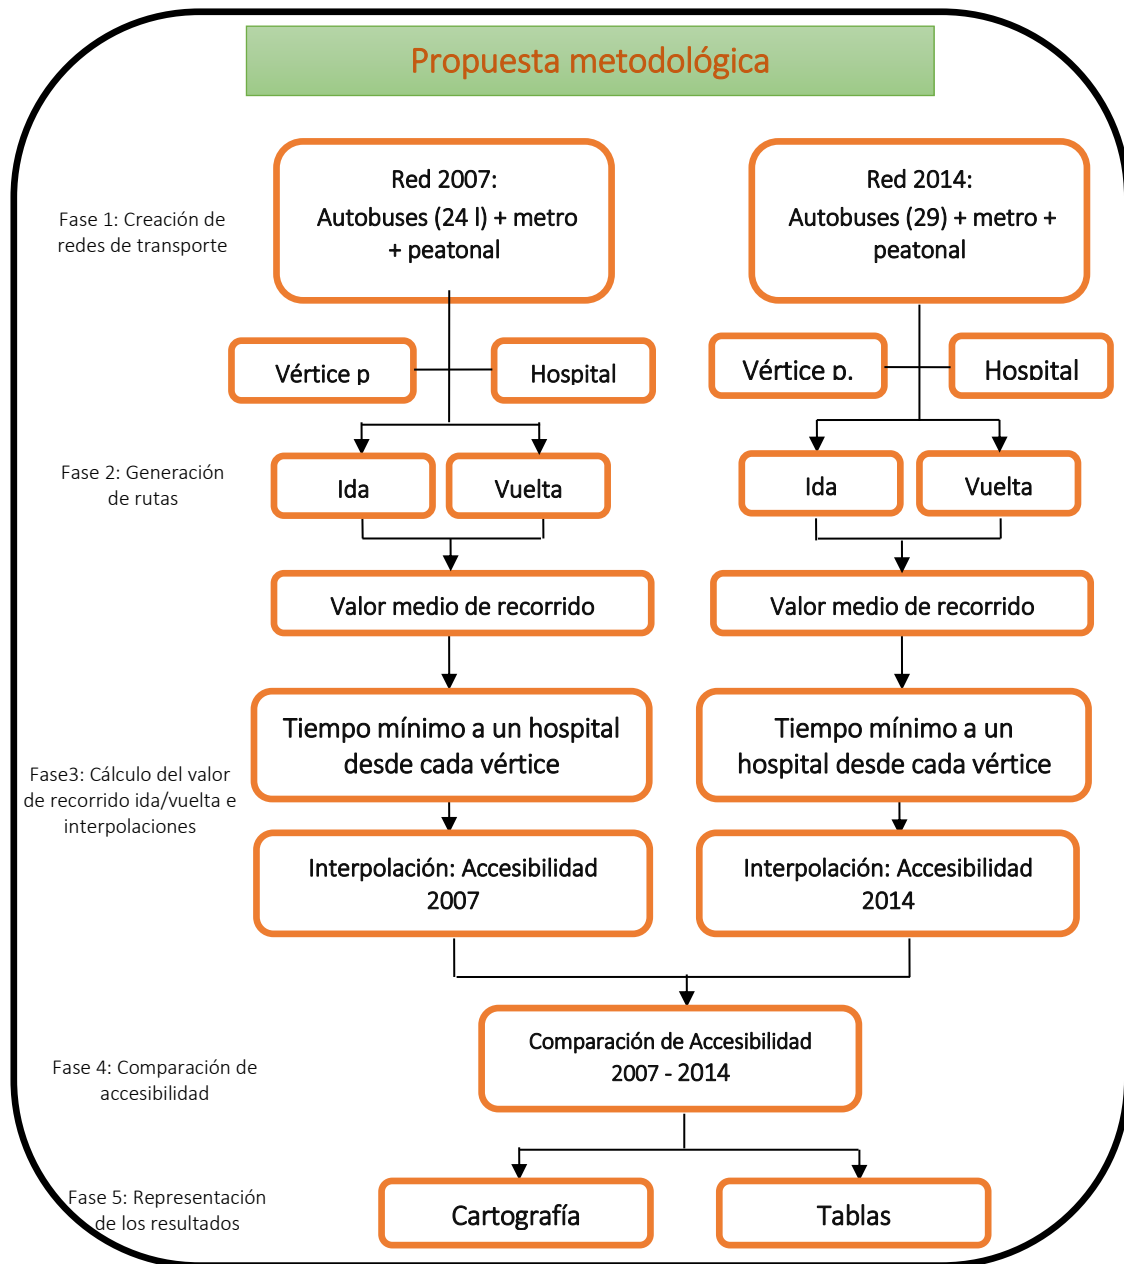 Propuesta metodológica
Fase 1: Creación de
redes de transporte
Red 2007:
Autobuses (24 l) + metro
+ peatonal
Red 2014:
Autobuses (29) + metro +
peatonal
Vértice p
Hospital
Vértice p.
Hospital
Fase 2: Generación
de rutas
Ida
Vuelta
Ida
Vuelta
Valor medio de recorrido
Valor medio de recorrido
Fase3: Cálculo del valor
de recorrido ida/vuelta e
interpolaciones
Tiempo mínimo a un hospital
desde cada vértice
Tiempo mínimo a un
hospital desde cada vértice
Interpolación: Accesibilidad
2007
Interpolación: Accesibilidad
2014
Fase 4: Comparación de
accesibilidad
Comparación de Accesibilidad
2007 - 2014
Fase 5: Representación
de los resultados
Cartografía
Tablas